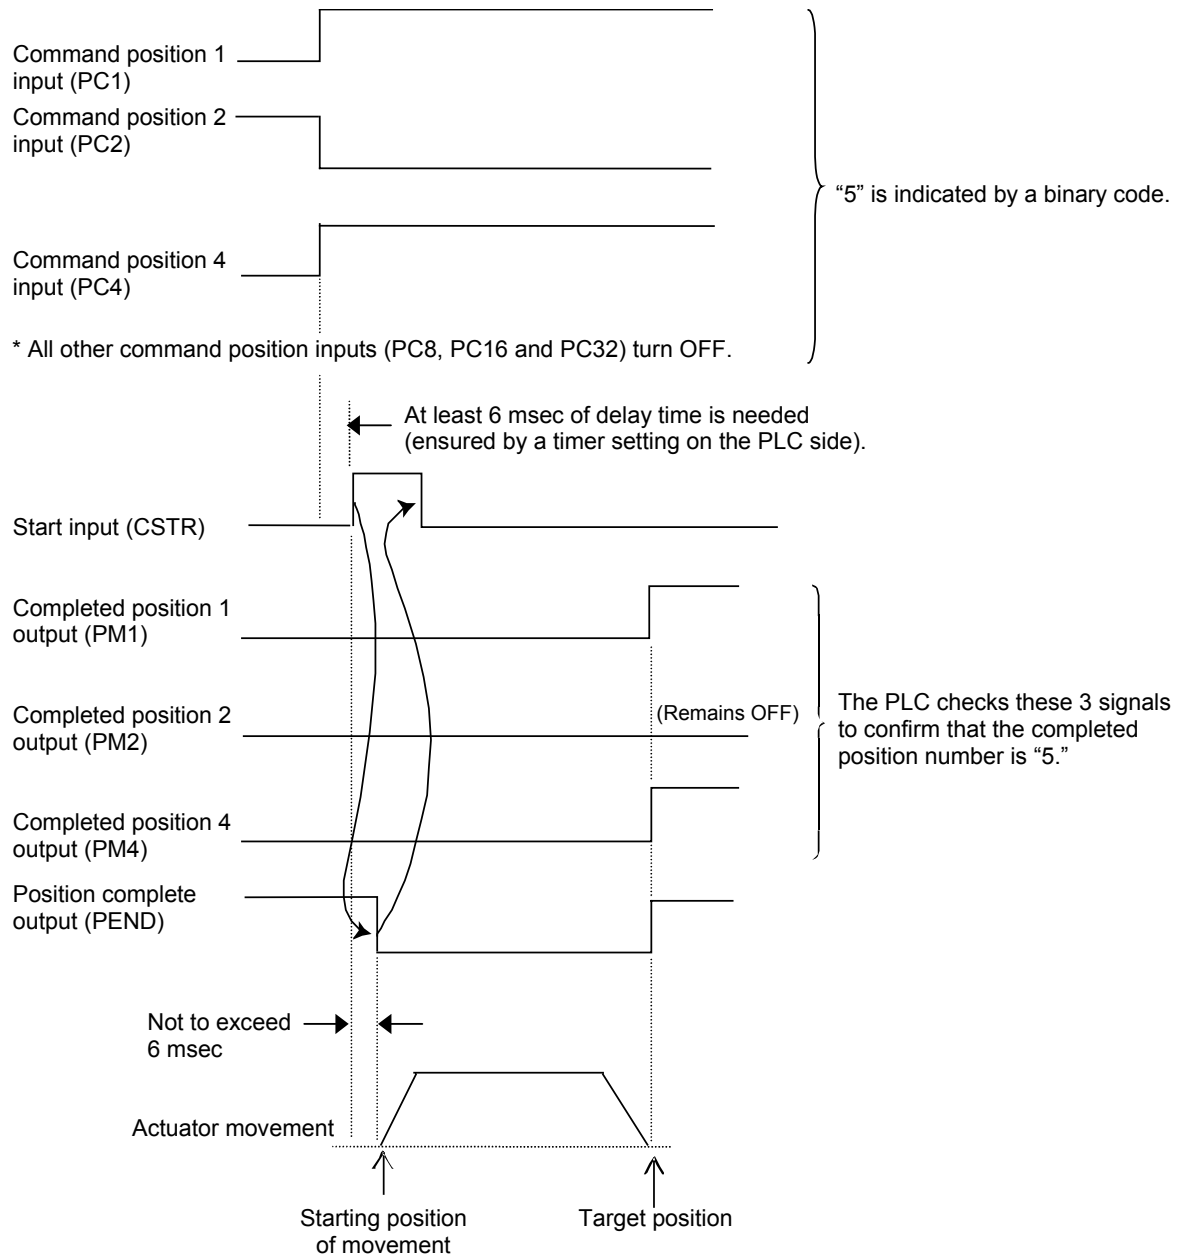 Command position 1
input (PC1)
Command position 2
input (PC2)
“5” is indicated by a binary code.
Command position 4
input (PC4)
* All other command position inputs (PC8, PC16 and PC32) turn OFF.
At least 6 msec of delay time is needed
(ensured by a timer setting on the PLC side).
Start input (CSTR)
Completed position 1
output (PM1)
Completed position 2
output (PM2)
(Remains OFF)
The PLC checks these 3 signals
to confirm that the completed
position number is “5.”
Completed position 4
output (PM4)
Position complete
output (PEND)
Not to exceed
6 msec
Actuator movement
Starting position
of movement
Target position